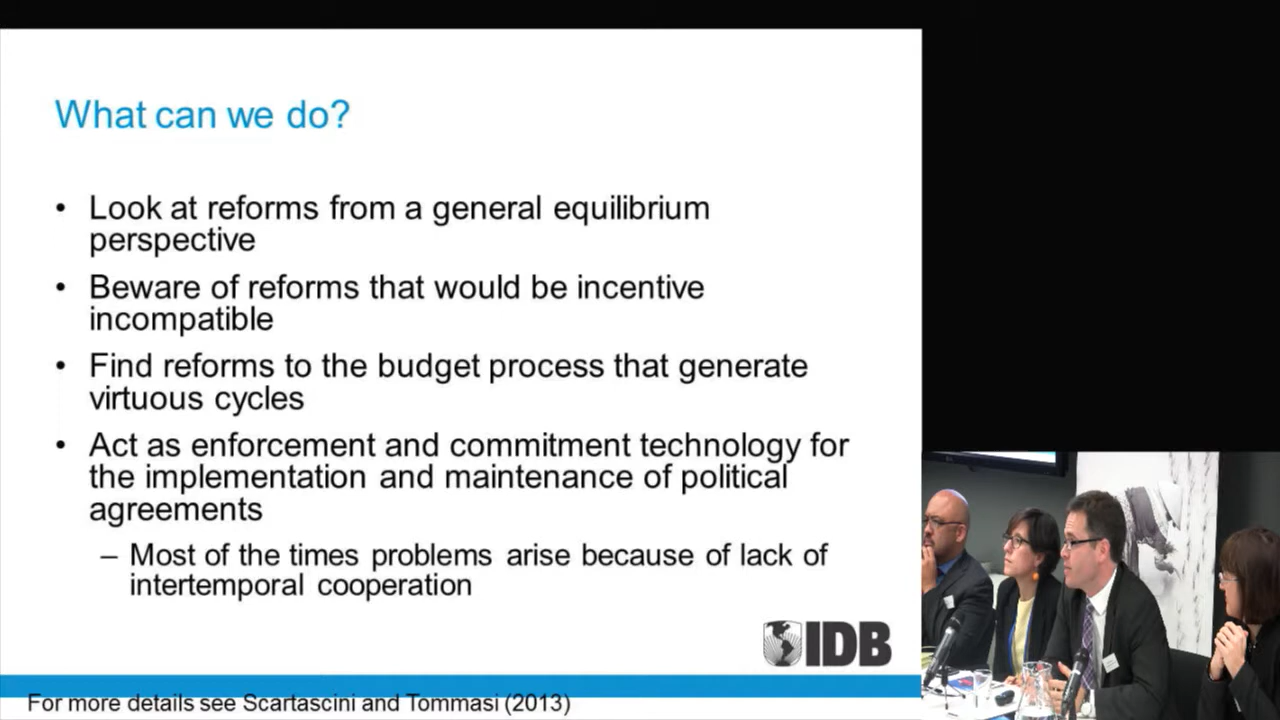 What can we do?
• Look at reforms from a general equilibrium
perspective
• Beware of reforms that would be incentive
incompatible
• Find reforms to the budget process that generate
virtuous cycles
• Act as enforcement and commitment technology for
the implementation and maintenance of political
agreements
– Most of the times problems arise because of lack of
intertemporal cooperation
IDB
For more details see Scartascini and Tommasi (2013)